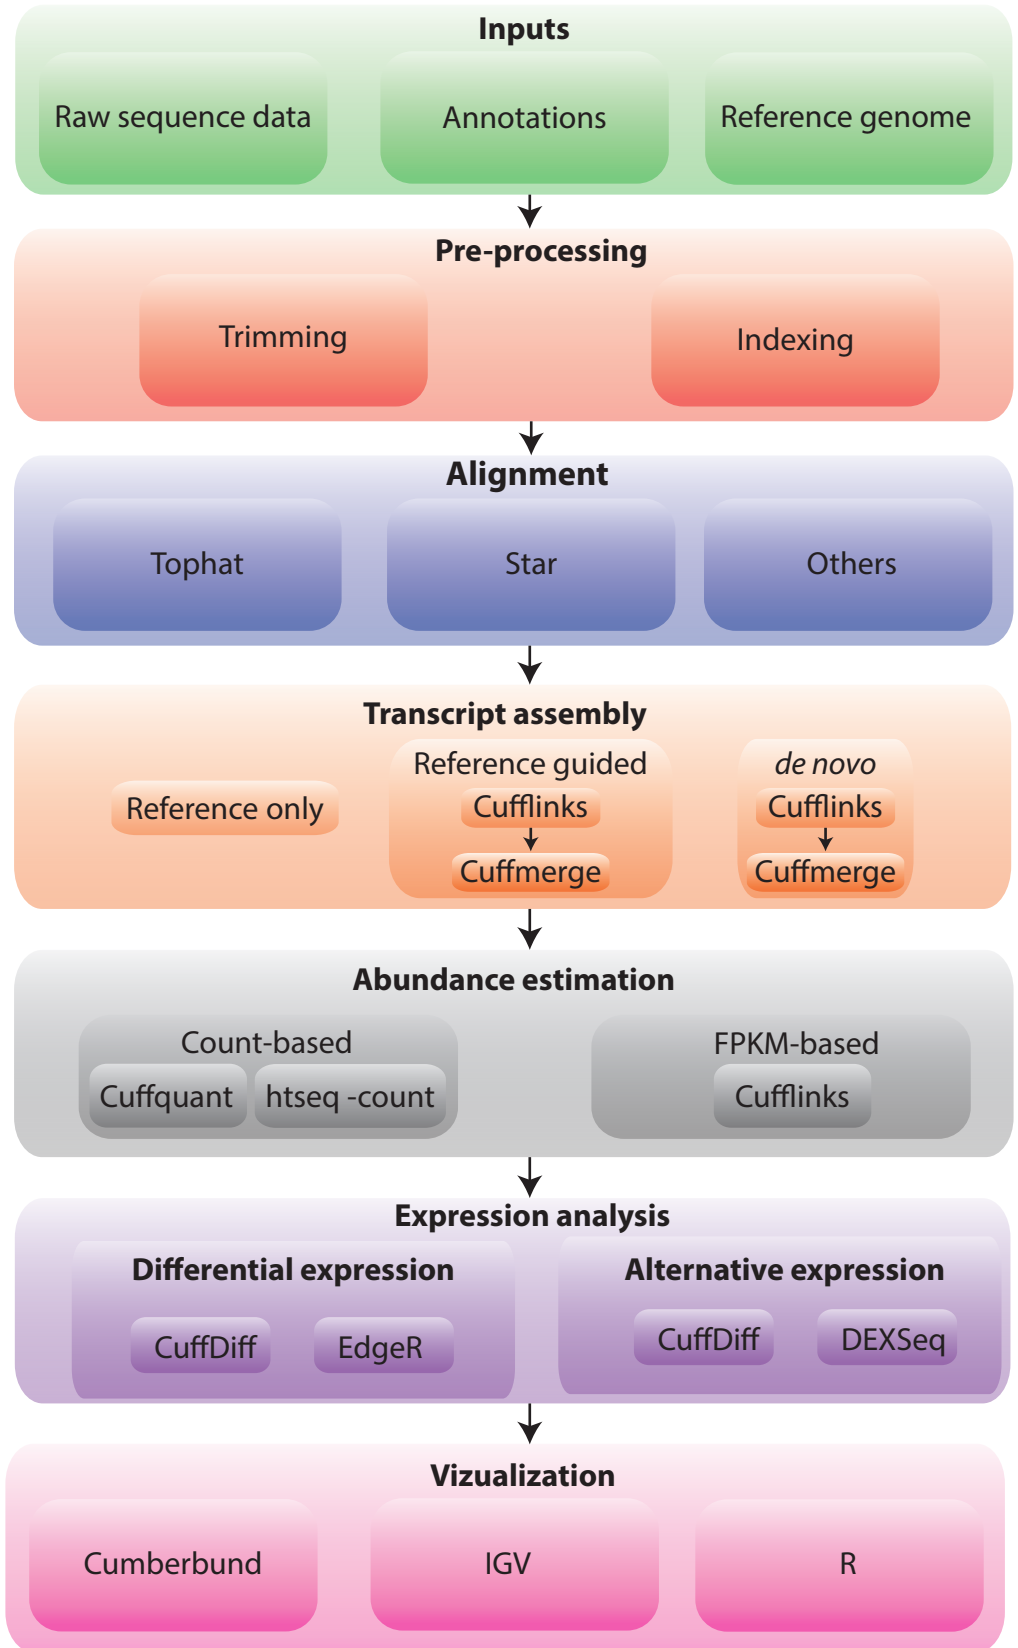 Inputs
Raw sequence data
Annotations
Reference genome
Pre-processing
Trimming
Indexing
Alignment
Tophat
Star
Others
Transcript assembly
Reference only
Reference guided
Cufflinks
Cuffmerge
de novo
Cufflinks
Cuffmerge
Abundance estimation
Count-based
Cuffquant
htseq -count
FPKM-based
Cufflinks
Expression analysis
Differential expression
CuffDiff
EdgeR
Alternative expression
CuffDiff
DEXSeq
Vizualization
Cumberbund
IGV
R